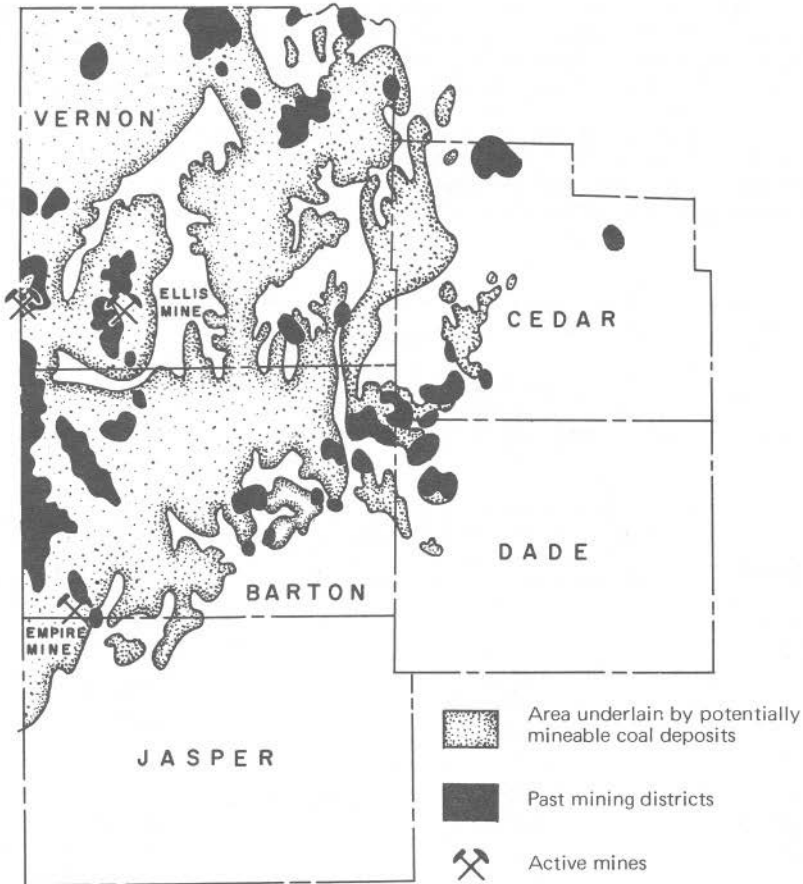 VERNON
ELLIS
MINE
CEDAR
DADE
BARTON
EMPIRE
MINE
JASPER
Area underlain by potentially
mineable coal deposits
Past mining districts
Active mines